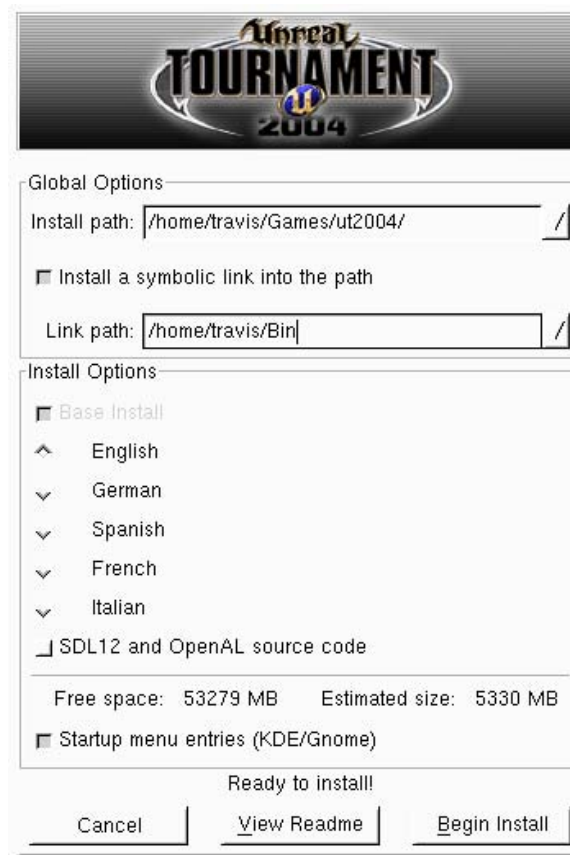 Unreal
TOURNAMENT
2004
Global Options
Install path: /home/travis/Games/ut2004/ /
Install a symbolic link into the path
Link path: /home/travis/Bin /
Install Options
Base Install
English
German
Spanish
French
Italian
SDL12 and OpenAL source code
Free space: 53279 MB Estimated size: 5330 MB
Startup menu entries (KDE/Gnome)
Ready to install!
Cancel View Readme Begin Install